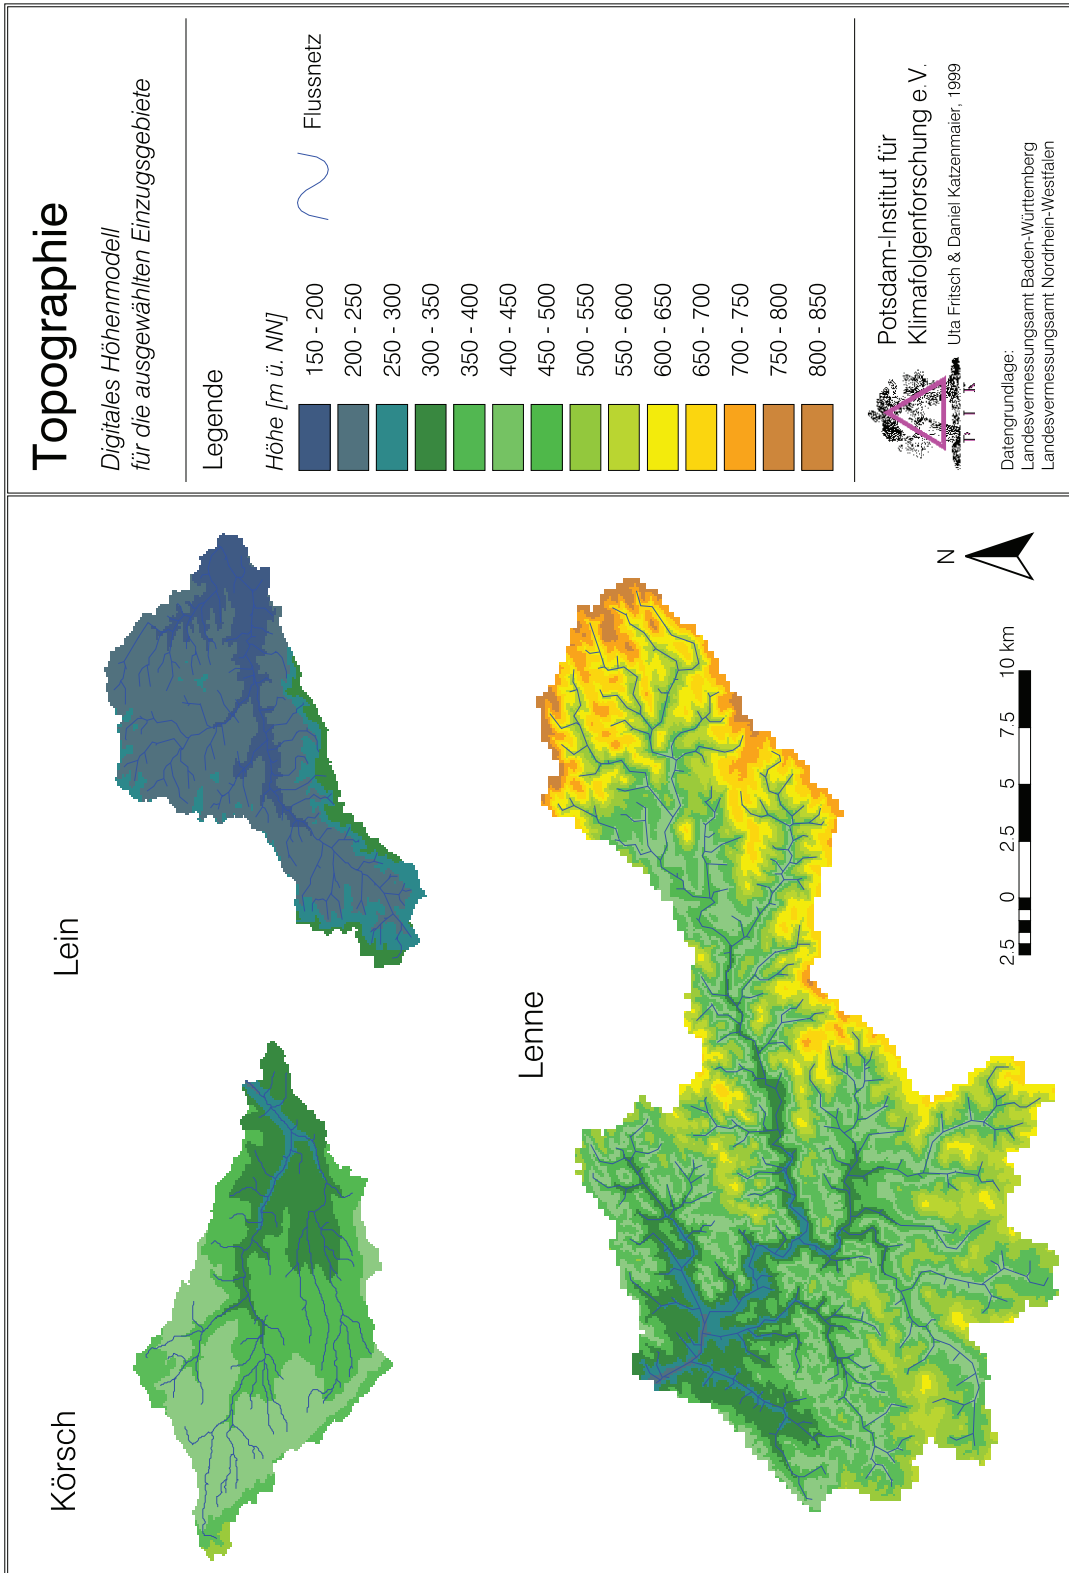 Topographie
Digitales Höhenmodell
für die ausgewählten Einzugsgebiete
Legende
Höhe [m ü. NN]
150 - 200
200 - 250
250 - 300
300 - 350
350 - 400
400 - 450
450 - 500
500 - 550
550 - 600
600 - 650
650 - 700
700 - 750
750 - 800
800 - 850
Flussnetz
Potsdam-Institut für
Klimafolgenforschung e.V.
Uta Fritsch & Daniel Katzenmaier, 1999
P I K
Datengrundlage:
Landesvermessungsamt Baden-Württemberg
Landesvermessungsamt Nordrhein-Westfalen
Körsch
Lein
Lenne
N
2.5 0 2.5 5 7.5 10 km